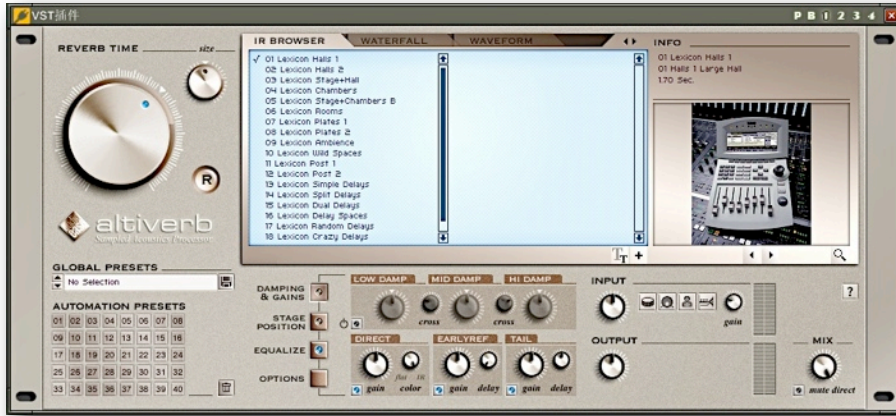 VST插件
P B 1 2 3 4
REVERB TIME
size
R
altiverb
Sampled Acoustics Processor
IR BROWSER
WATERFALL
WAVEFORM
✓ 01 Lexicon Halls 1
02 Lexicon Halls 2
03 Lexicon Stage+Hall
04 Lexicon Chambers
05 Lexicon Stage+Chambers B
06 Lexicon Rooms
07 Lexicon Plates 1
08 Lexicon Plates 2
09 Lexicon Ambience
10 Lexicon Wild Spaces
11 Lexicon Post 1
12 Lexicon Post 2
13 Lexicon Simple Delays
14 Lexicon Split Delays
15 Lexicon Dual Delays
16 Lexicon Delay Spaces
17 Lexicon Random Delays
18 Lexicon Crazy Delays
TT +
INFO
01 Lexicon Halls 1
01 Halls 1 Large Hall
1.70 Sec.
GLOBAL PRESETS
No Selection
AUTOMATION PRESETS
01 02 03 04 05 06 07 08
09 10 11 12 13 14 15 16
17 18 19 20 21 22 23 24
25 26 27 28 29 30 31 32
33 34 35 36 37 38 39 40
DAMPING & GAINS
STAGE POSITION
EQUALIZE
OPTIONS
LOW DAMP
MID DAMP
HI DAMP
cross
cross
DIRECT
EARLYREF
TAIL
gain
color
gain
delay
gain
delay
INPUT
gain
?
OUTPUT
MIX
mute direct